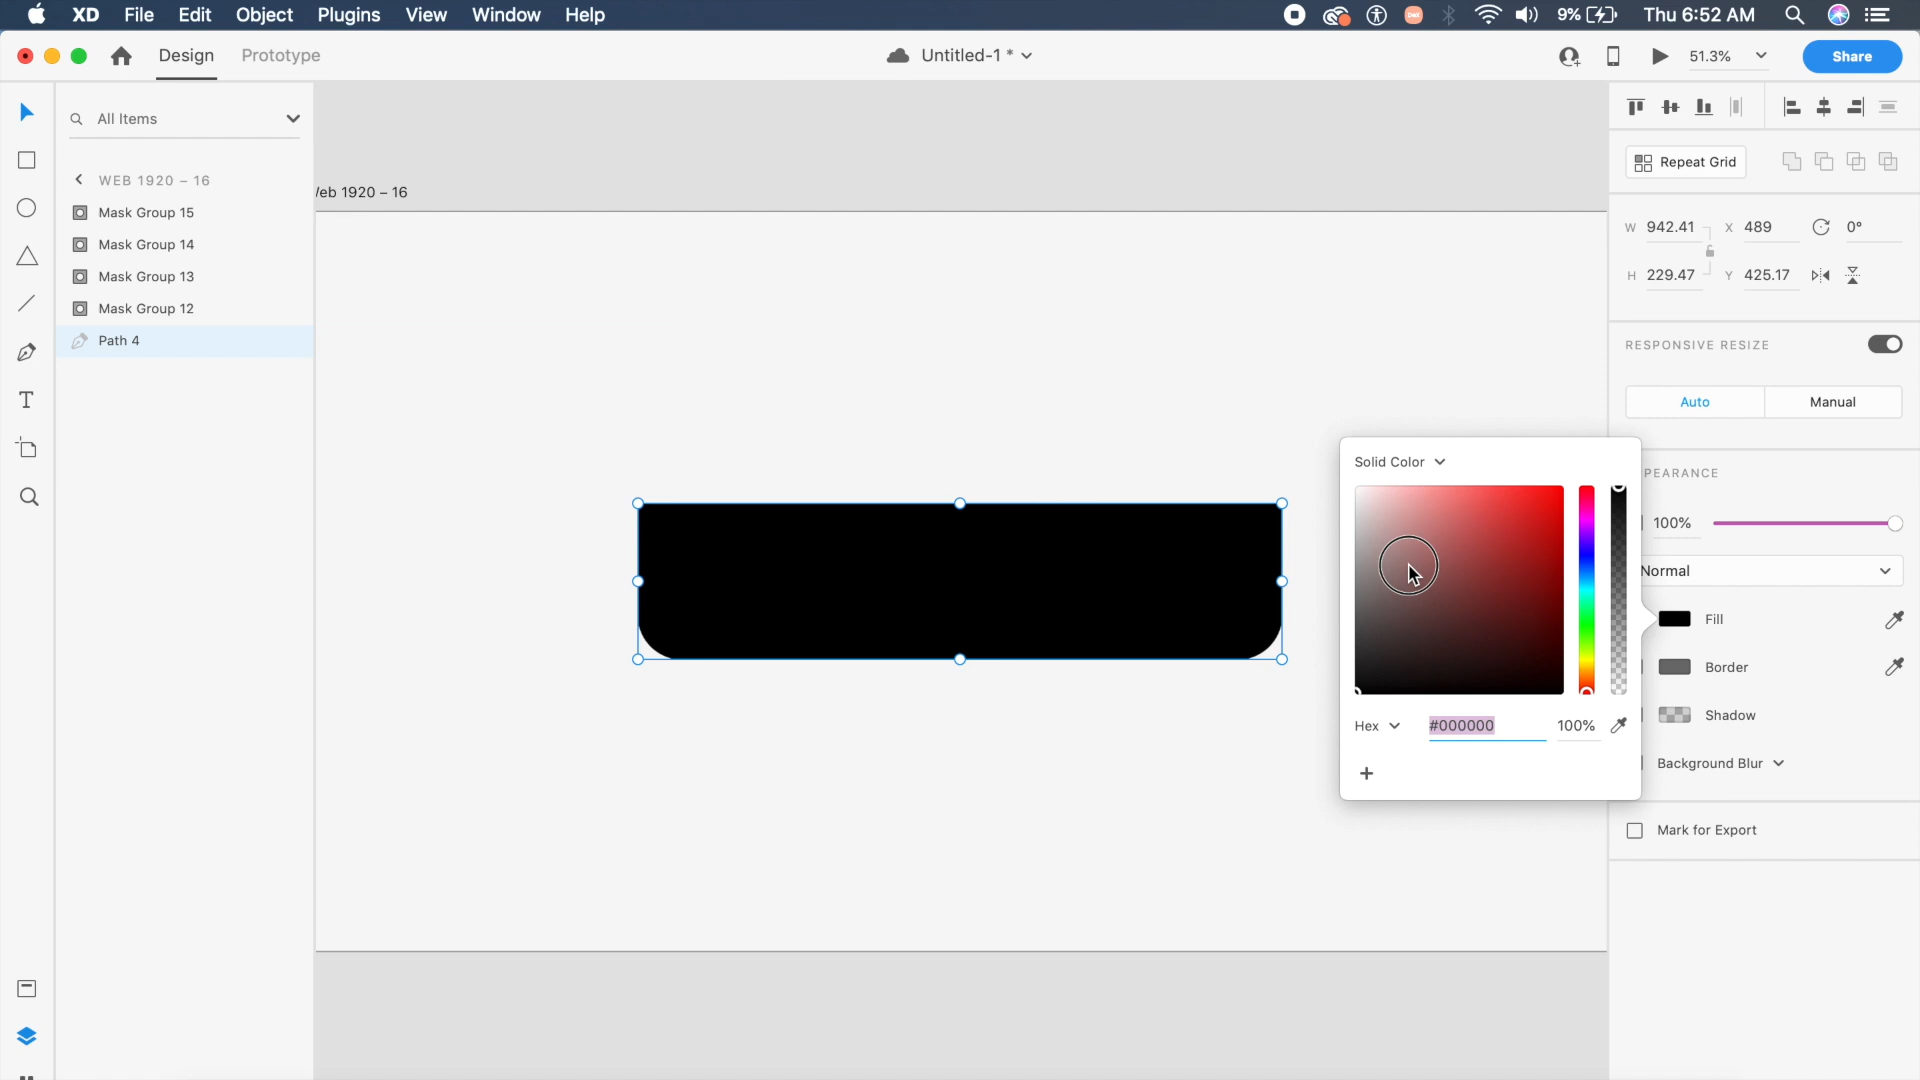 XD File Edit Object Plugins View Window Help 9% Thu 6:52 AM
Design Prototype Untitled-1 * 51.3% Share
All Items
WEB 1920 – 16
Mask Group 15
Mask Group 14
Mask Group 13
Mask Group 12
Path 4
/eb 1920 – 16
Solid Color
Hex #000000 100%
+
Repeat Grid
W 942.41 X 489 0°
H 229.47 Y 425.17
RESPONSIVE RESIZE
Auto Manual
PEARANCE
100%
Normal
Fill
Border
Shadow
Background Blur
Mark for Export